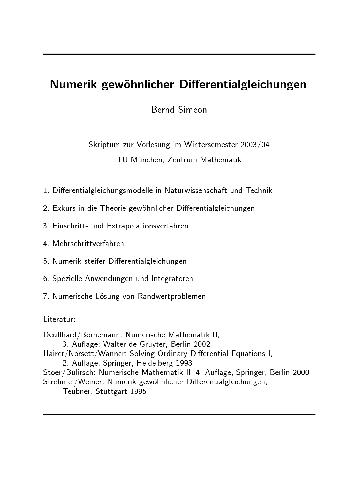 Numerik gewöhnlicher Differentialgleichungen
Bernd Simeon
Skriptum zur Vorlesung im Wintersemester 2003/04
TU München, Zentrum Mathematik
1. Differentialgleichungsmodelle in Naturwissenschaft und Technik
2. Exkurs in die Theorie gewöhnlicher Differentialgleichungen
3. Einschritt- und Extrapolationsverfahren
4. Mehrschrittverfahren
5. Numerik steifer Differentialgleichungen
6. Spezielle Anwendungen und Integratoren
7. Numerische Lösung von Randwertproblemen
Literatur:
Deuflhard/Bornemann: Numerische Mathematik II,
3. Auflage; Walter de Gruyter, Berlin 2002
Hairer/Norsett/Wanner: Solving Ordinary Differential Equations I,
2. Auflage, Springer, Heidelberg 1993
Stoer/Bulirsch: Numerische Mathematik II, 4. Auflage, Springer, Berlin 2000
Strehmel/Weiner: Numerik gewöhnlicher Differentialgleichungen,
Teubner, Stuttgart 1995